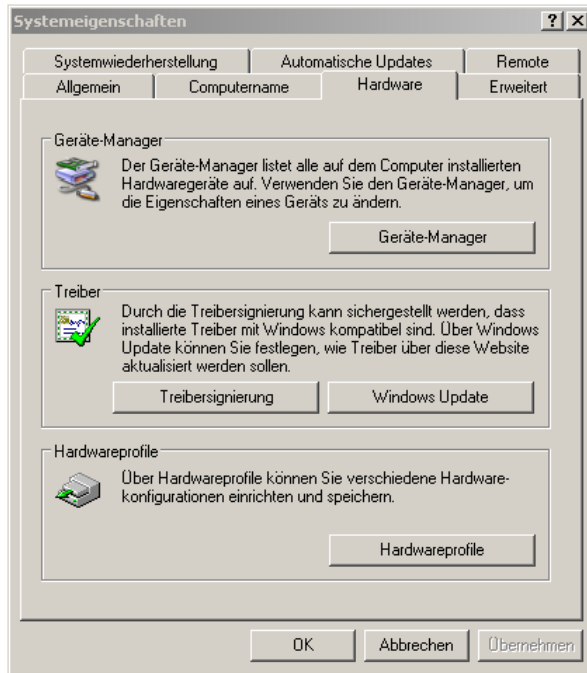 Systemeigenschaften
Systemwiederherstellung Automatische Updates Remote
Allgemein Computername Hardware Erweitert
Geräte-Manager
Der Geräte-Manager listet alle auf dem Computer installierten
Hardwaregeräte auf. Verwenden Sie den Geräte-Manager, um
die Eigenschaften eines Geräts zu ändern.
Geräte-Manager
Treiber
Durch die Treibersignierung kann sichergestellt werden, dass
installierte Treiber mit Windows kompatibel sind. Über Windows
Update können Sie festlegen, wie Treiber über diese Website
aktualisiert werden sollen.
Treibersignierung Windows Update
Hardwareprofile
Über Hardwareprofile können Sie verschiedene Hardware-
konfigurationen einrichten und speichern.
Hardwareprofile
OK Abbrechen Übernehmen